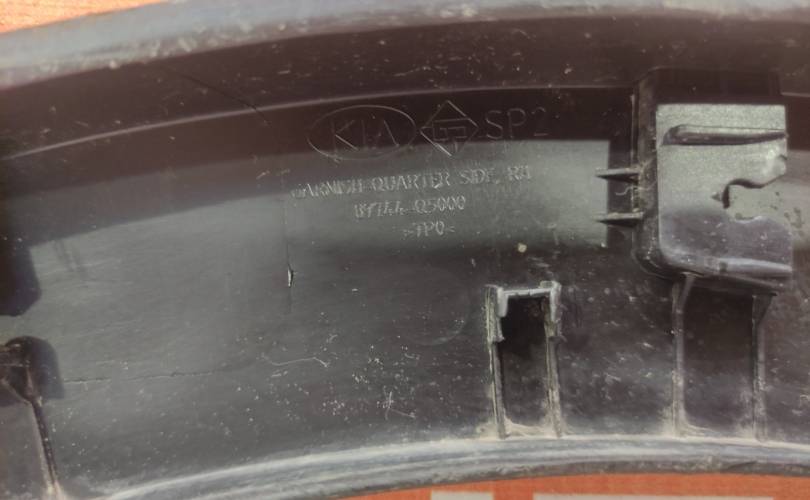 KIA SP2
GARNISH-QUARTER SIDE, RH
87744-Q5000
>TPO<